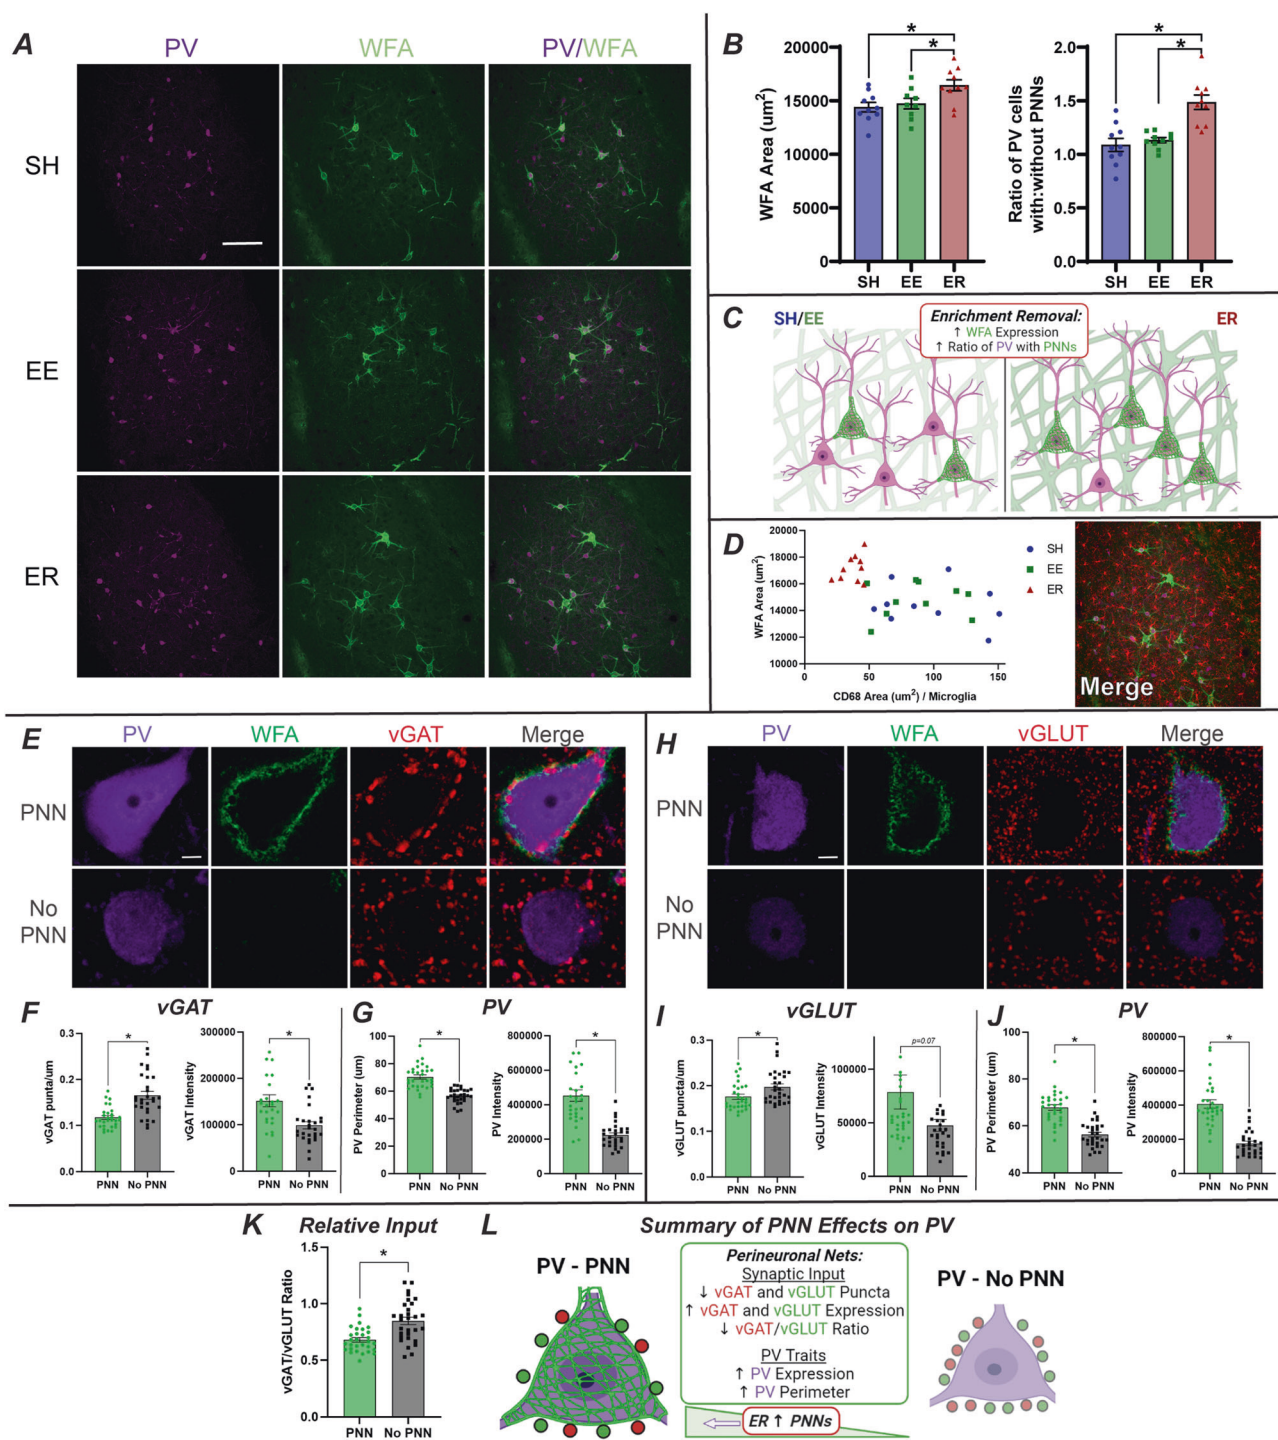 A
PV
WFA
PV/WFA
SH
EE
ER
B
WFA Area (um²)
20000
15000
10000
5000
0
SH
EE
ER
*
*
Ratio of PV cells
with:without PNNs
2.0
1.5
1.0
0.5
0.0
SH
EE
ER
*
*
C
SH/EE
Enrichment Removal:
↑ WFA Expression
↑ Ratio of PV with PNNs
ER
D
WFA Area (um²)
20000
18000
16000
14000
12000
10000
0
50
100
150
CD68 Area (um²) / Microglia
SH
EE
ER
Merge
E
PV
WFA
vGAT
Merge
PNN
No
PNN
H
PV
WFA
vGLUT
Merge
PNN
No
PNN
F
vGAT
vGAT puncta/um
0.3
0.2
0.1
0.0
PNN
No PNN
*
vGAT Intensity
300000
200000
100000
0
PNN
No PNN
*
G
PV
PV Perimeter (um)
100
80
60
40
20
0
PNN
No PNN
*
PV Intensity
800000
600000
400000
200000
0
PNN
No PNN
*
I
vGLUT
vGLUT puncta/um
0.3
0.2
0.1
0.0
PNN
No PNN
*
vGLUT Intensity
100000
50000
0
PNN
No PNN
p=0.07
J
PV
PV Perimeter (um)
100
80
60
40
PNN
No PNN
*
PV Intensity
800000
600000
400000
200000
0
PNN
No PNN
*
K
Relative Input
vGAT/vGLUT Ratio
1.5
1.0
0.5
0.0
PNN
No PNN
*
L
Summary of PNN Effects on PV
PV - PNN
Perineuronal Nets:
Synaptic Input
↓ vGAT and vGLUT Puncta
↑ vGAT and vGLUT Expression
↓ vGAT/vGLUT Ratio
PV Traits
↑ PV Expression
↑ PV Perimeter
ER ↑ PNNs
PV - No PNN